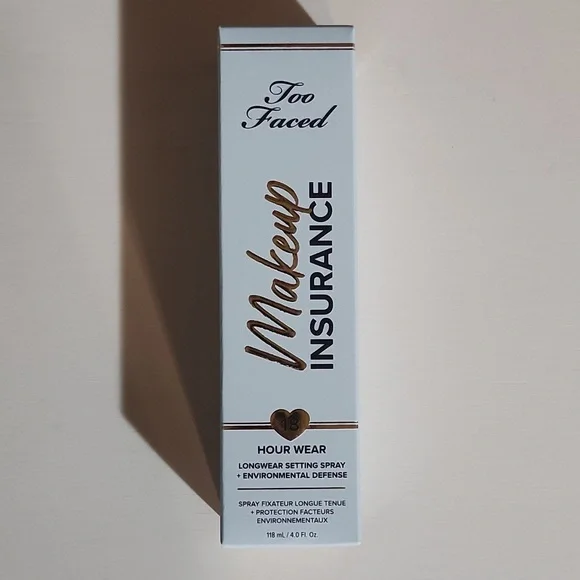 Too
Faced
Makeup
INSURANCE
18
HOUR WEAR
LONGWEAR SETTING SPRAY
+ ENVIRONMENTAL DEFENSE
SPRAY FIXATEUR LONGUE TENUE
+ PROTECTION FACTEURS
ENVIRONNEMENTAUX
118 mL / 4.0 Fl. Oz.